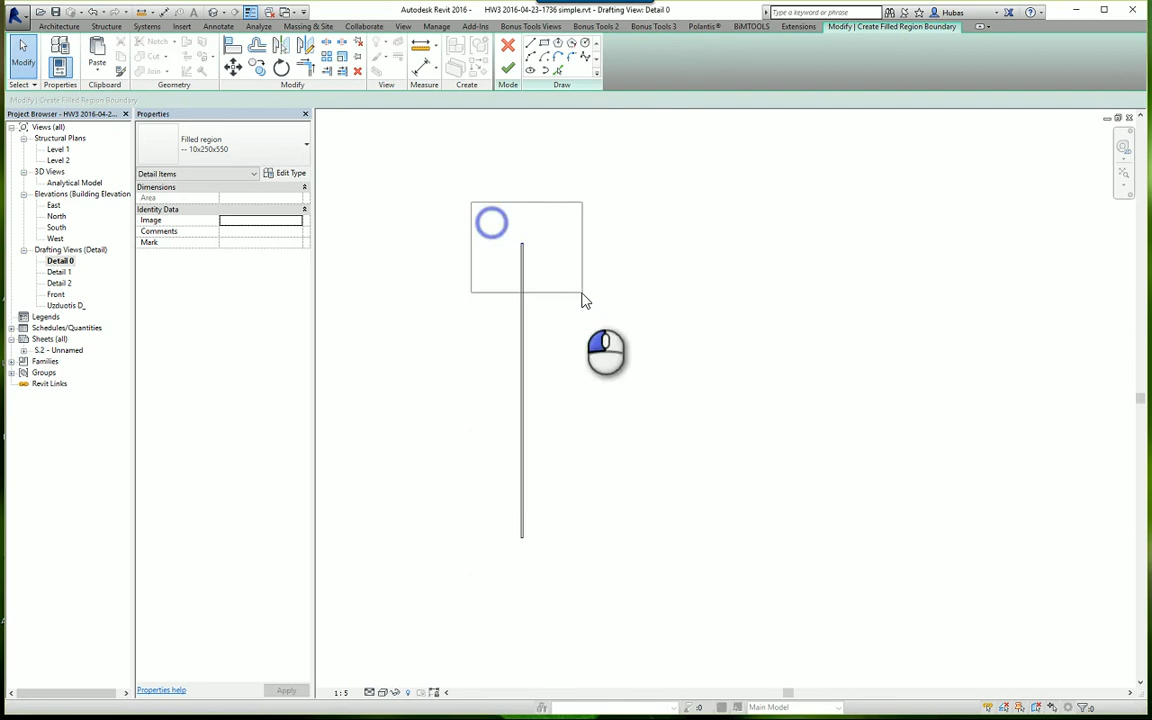 Autodesk Revit 2016 - HW3 2016-04-23-1736 simple.rvt - Drafting View: Detail 0
Type a keyword or phrase
Hubas
Architecture Structure Systems Insert Annotate Analyze Massing & Site Collaborate View Manage Add-Ins Bonus Tools Views Bonus Tools 2 Bonus Tools 3 Polantis® BiMTOOLS Extensions Modify | Create Filled Region Boundary
Modify
Paste
Notch
Cut
Join
Select Properties Clipboard Geometry Modify View Measure Create Mode Draw
Modify | Create Filled Region Boundary
Project Browser - HW3 2016-04-2...
Views (all)
Structural Plans
Level 1
Level 2
3D Views
Analytical Model
Elevations (Building Elevation
East
North
South
West
Drafting Views (Detail)
Detail 0
Detail 1
Detail 2
Front
Uzduotis D_
Legends
Schedules/Quantities
Sheets (all)
S.2 - Unnamed
Families
Groups
Revit Links
Properties
Filled region
-- 10x250x550
Detail Items
Edit Type
Dimensions
Area
Identity Data
Image
Comments
Mark
Properties help
Apply
1 : 5
:0
Main Model
:0